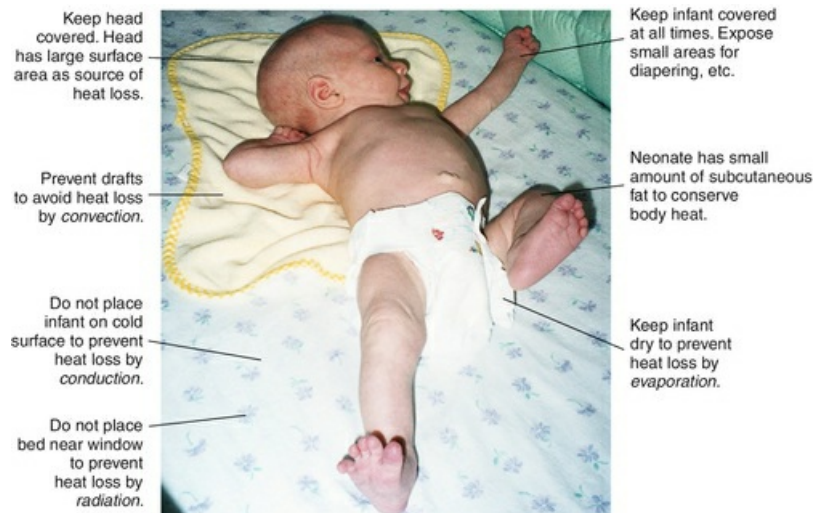 Keep head
covered. Head
has large surface
area as source of
heat loss.
Prevent drafts
to avoid heat loss
by convection.
Do not place
infant on cold
surface to prevent
heat loss by
conduction.
Do not place
bed near window
to prevent
heat loss by
radiation.
Keep infant covered
at all times. Expose
small areas for
diapering, etc.
Neonate has small
amount of subcutaneous
fat to conserve
body heat.
Keep infant
dry to prevent
heat loss by
evaporation.